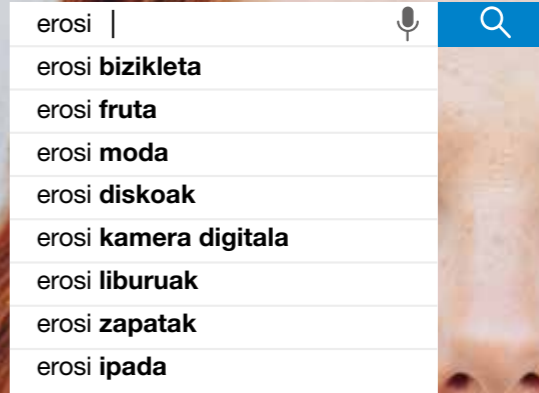 erosi
erosi bizikleta
erosi fruta
erosi moda
erosi diskoak
erosi kamera digitala
erosi liburuak
erosi zapatak
erosi ipada